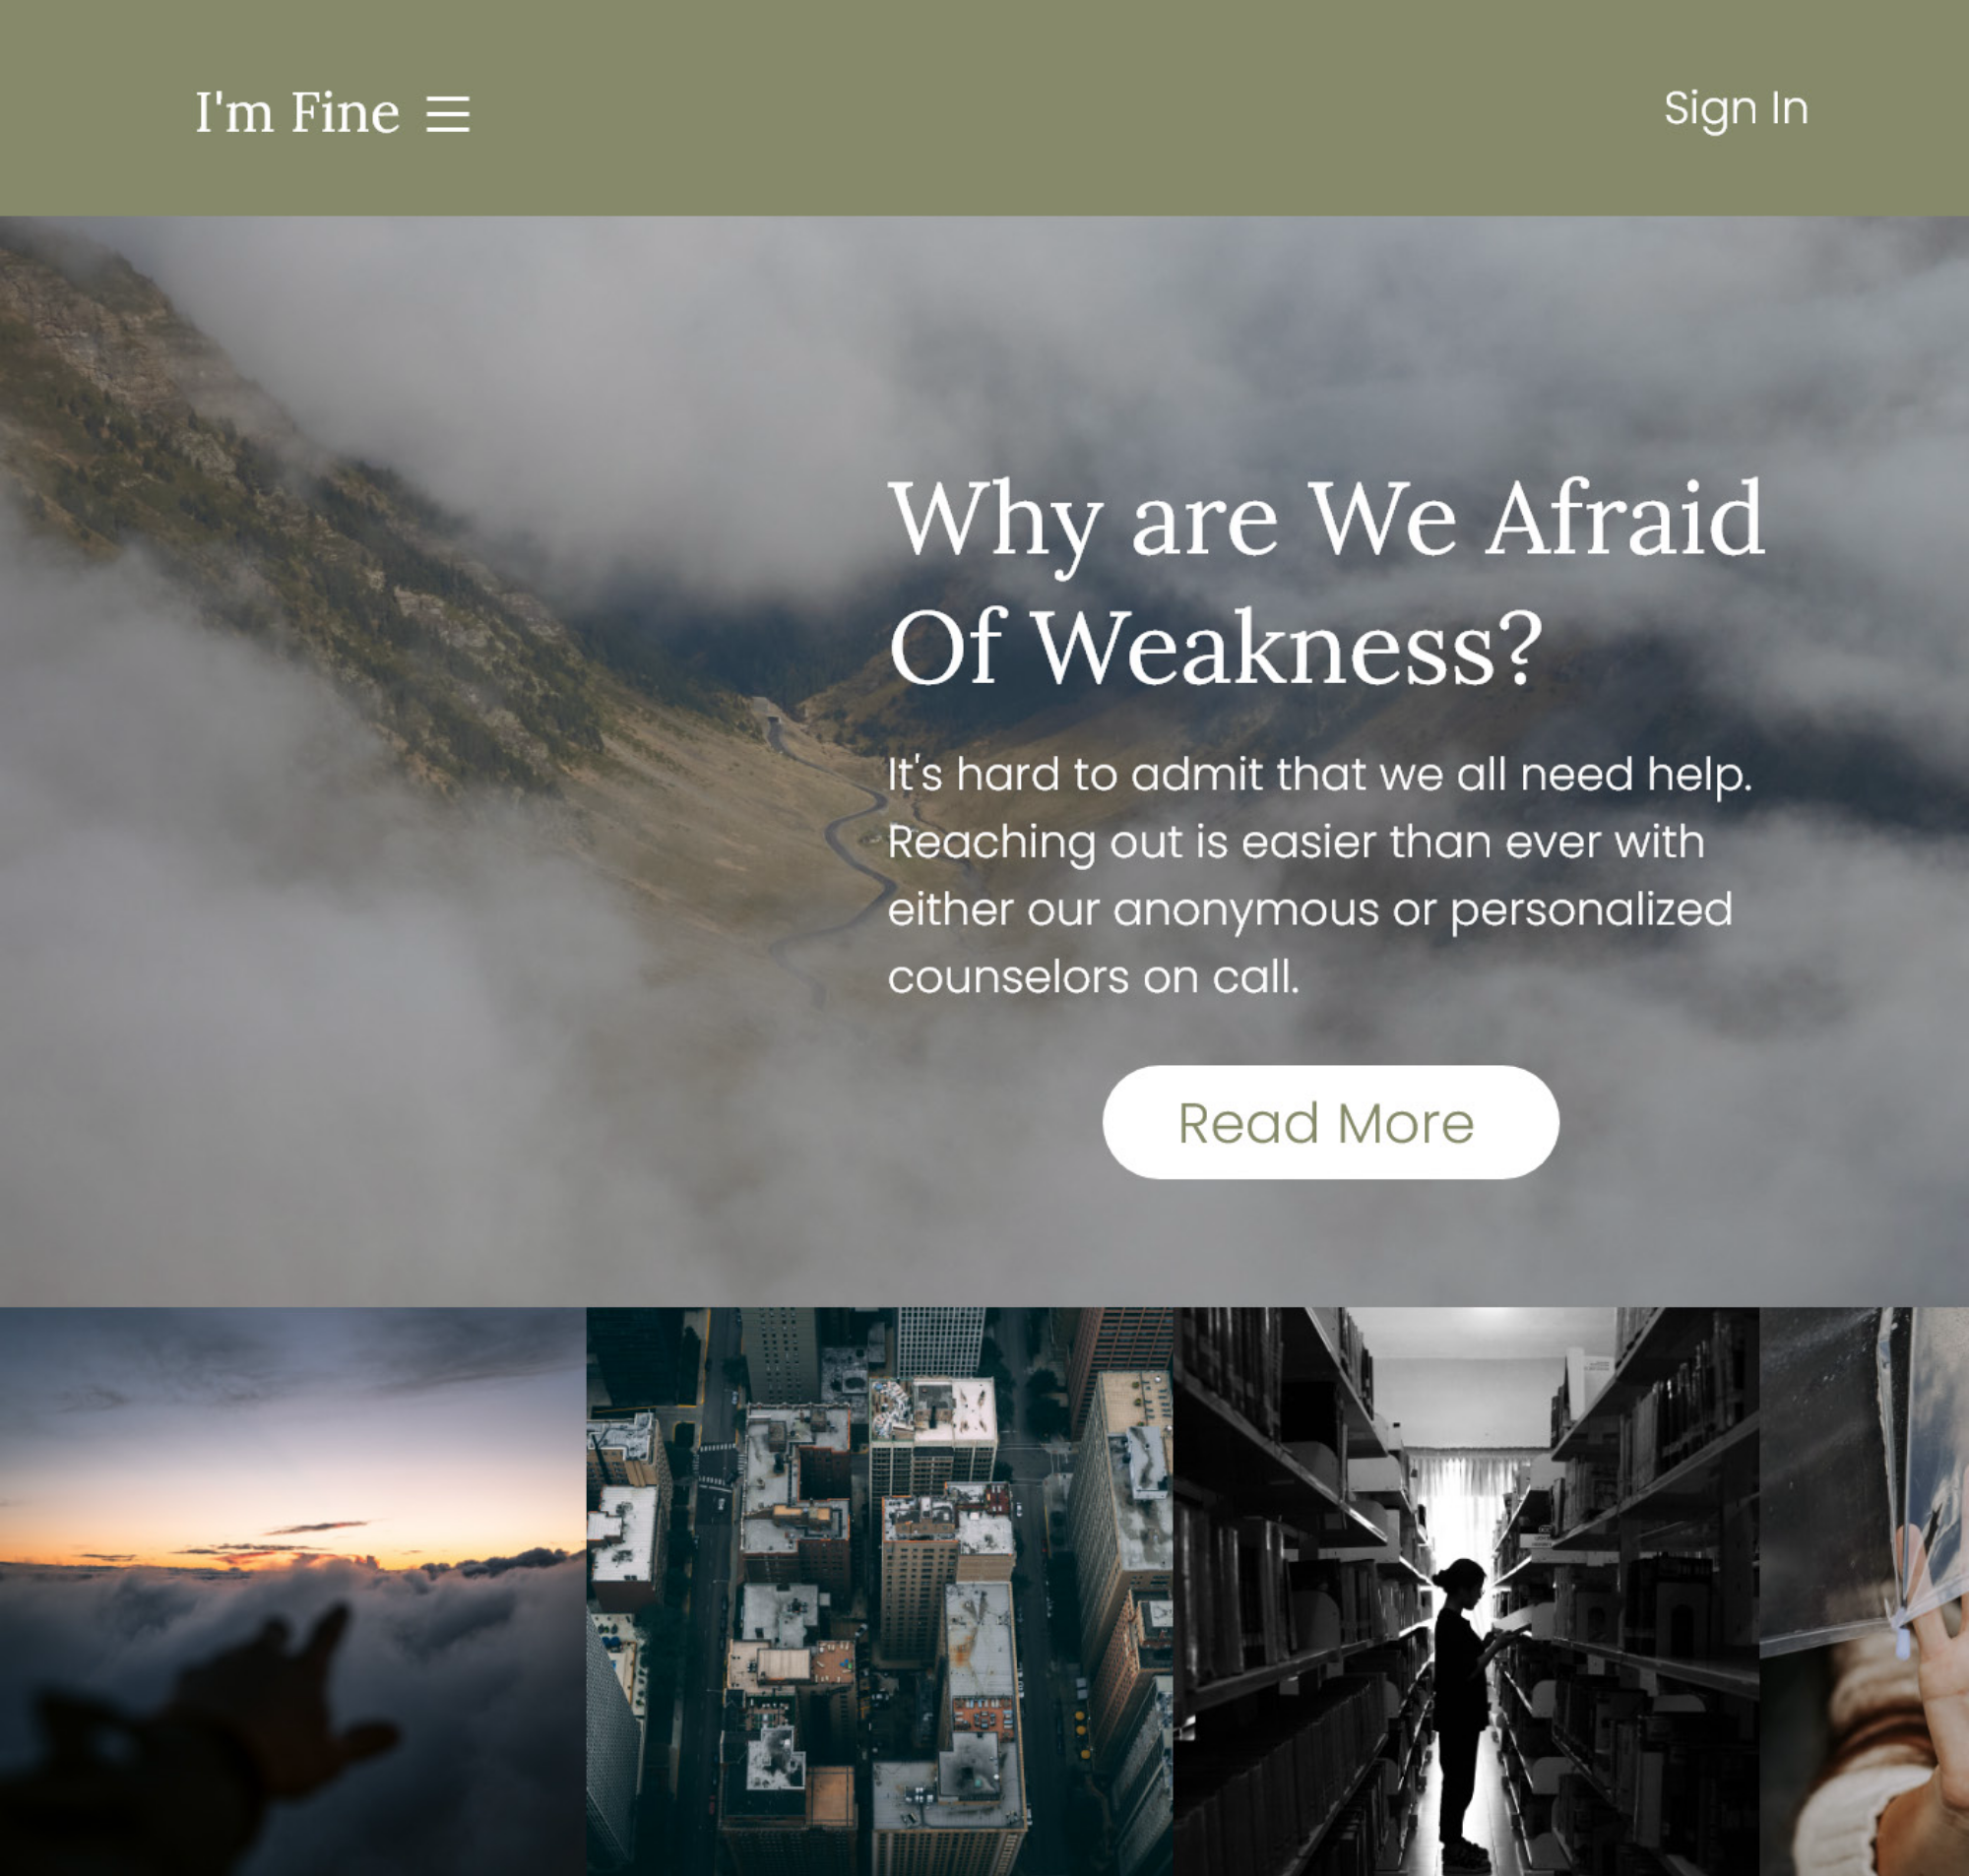 I'm Fine
Sign In
Why are We Afraid
Of Weakness?
It's hard to admit that we all need help.
Reaching out is easier than ever with
either our anonymous or personalized
counselors on call.
Read More